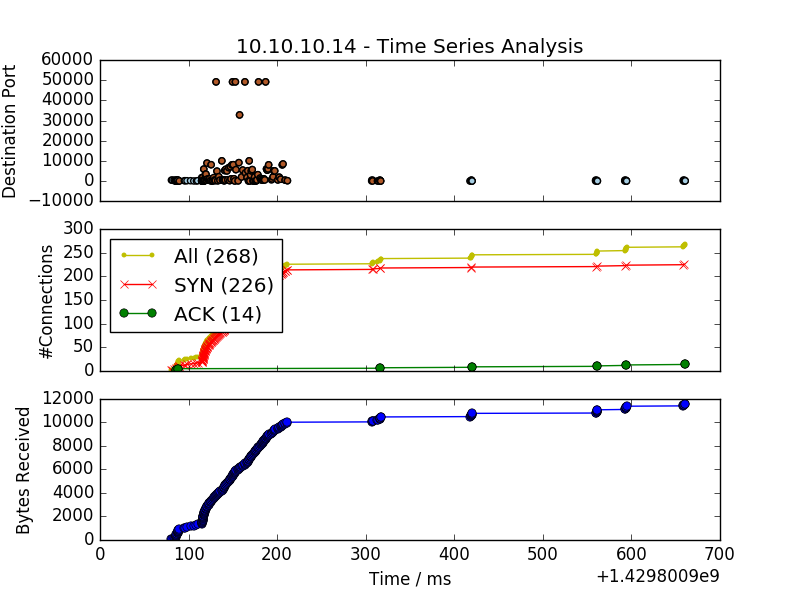 10.10.10.14 - Time Series Analysis
Destination Port
60000
50000
40000
30000
20000
10000
0
−10000
#Connections
300
250
200
150
100
50
0
All (268)
SYN (226)
ACK (14)
Bytes Received
12000
10000
8000
6000
4000
2000
0
0 100 200 300 400 500 600 700
Time / ms
+1.4298009e9